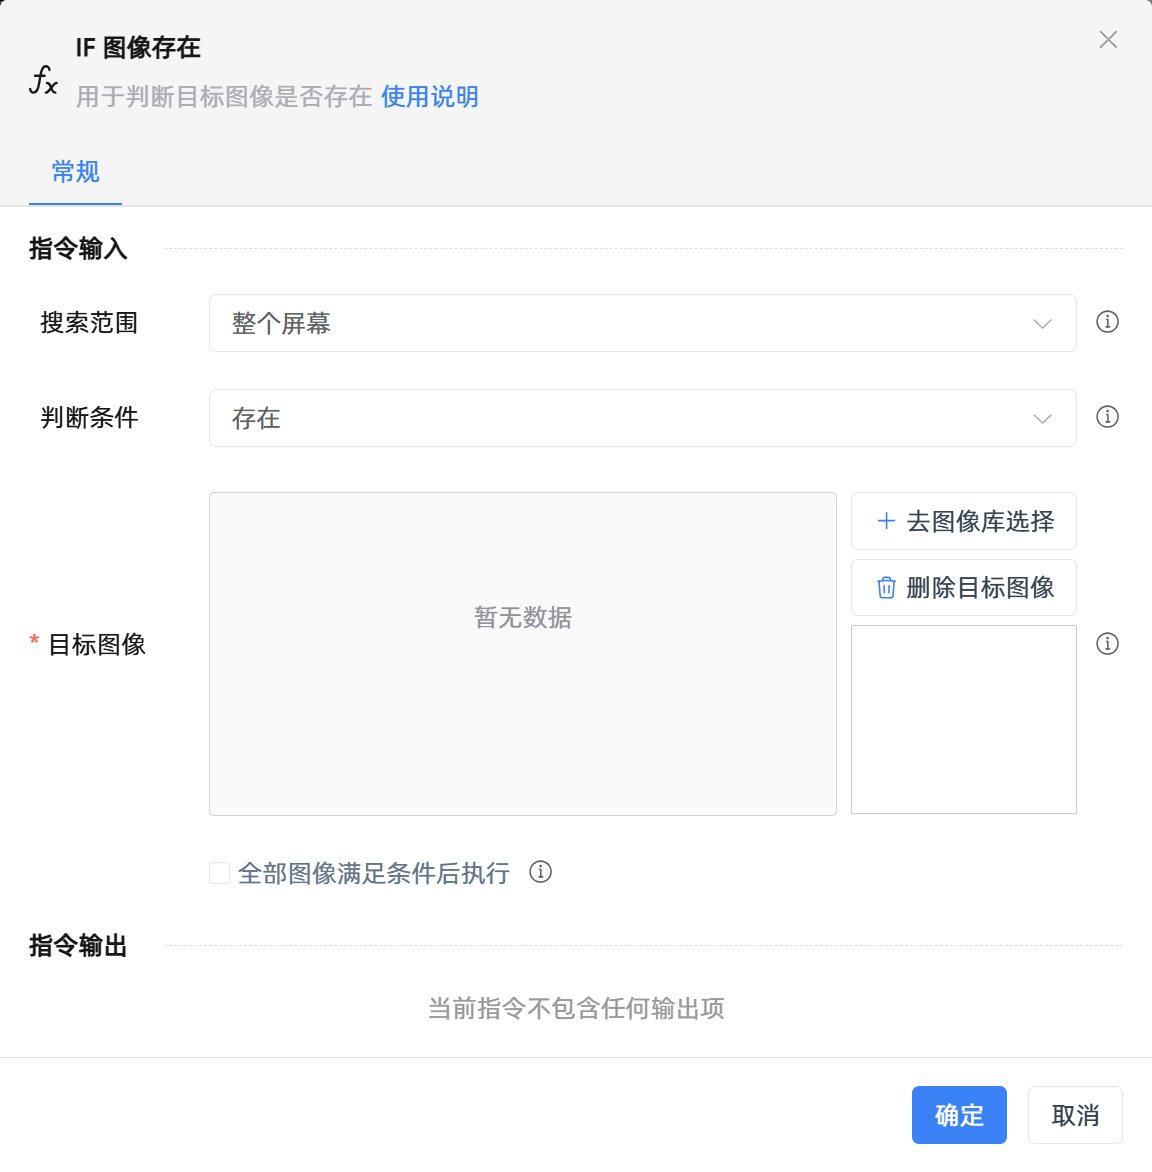 IF 图像存在
用于判断目标图像是否存在 使用说明
常规
指令输入
搜索范围
整个屏幕
判断条件
存在
* 目标图像
暂无数据
去图像库选择
删除目标图像
全部图像满足条件后执行
指令输出
当前指令不包含任何输出项
确定
取消